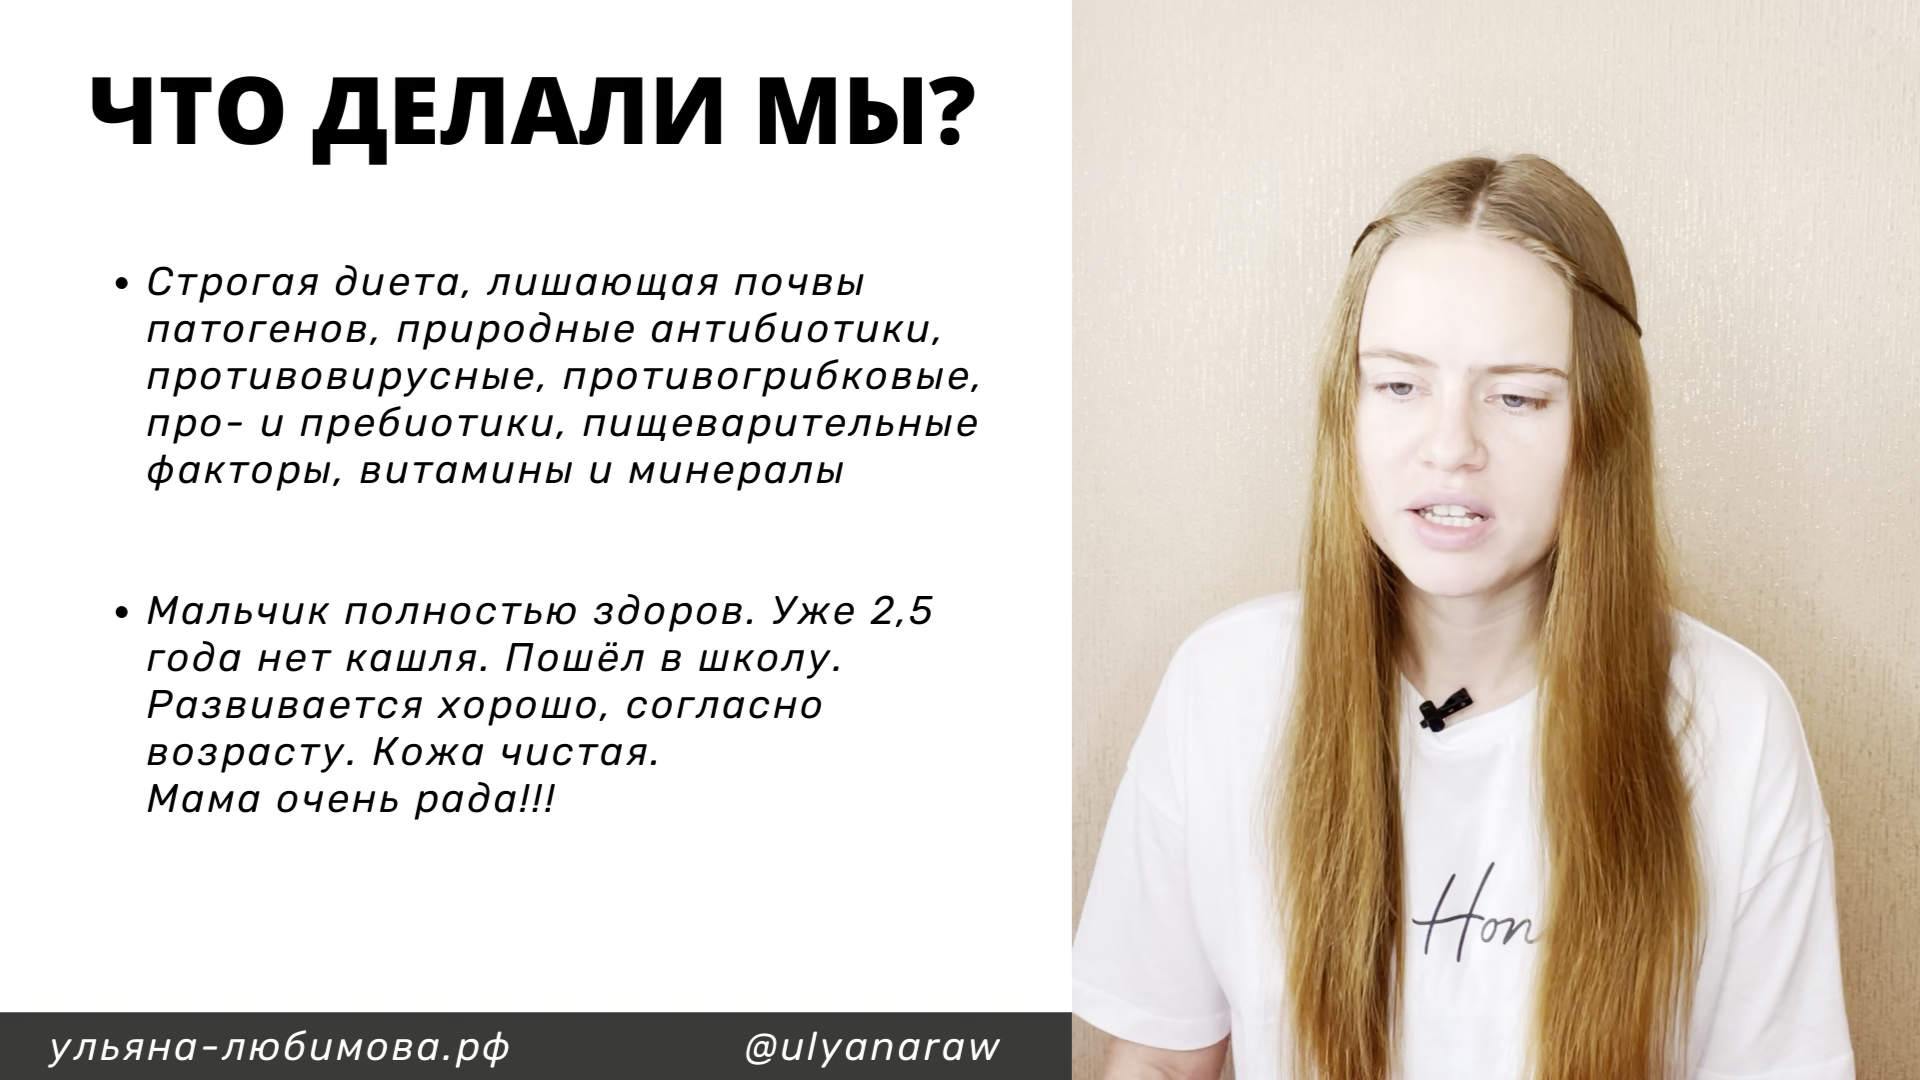 ЧТО ДЕЛАЛИ МЫ?
• Строгая диета, лишающая почвы
патогенов, природные антибиотики,
противовирусные, противогрибковые,
про- и пребиотики, пищеварительные
факторы, витамины и минералы
• Мальчик полностью здоров. Уже 2,5
года нет кашля. Пошёл в школу.
Развивается хорошо, согласно
возрасту. Кожа чистая.
Мама очень рада!!!
Hon
ульяна-любимова.рф
@ulyanaraw